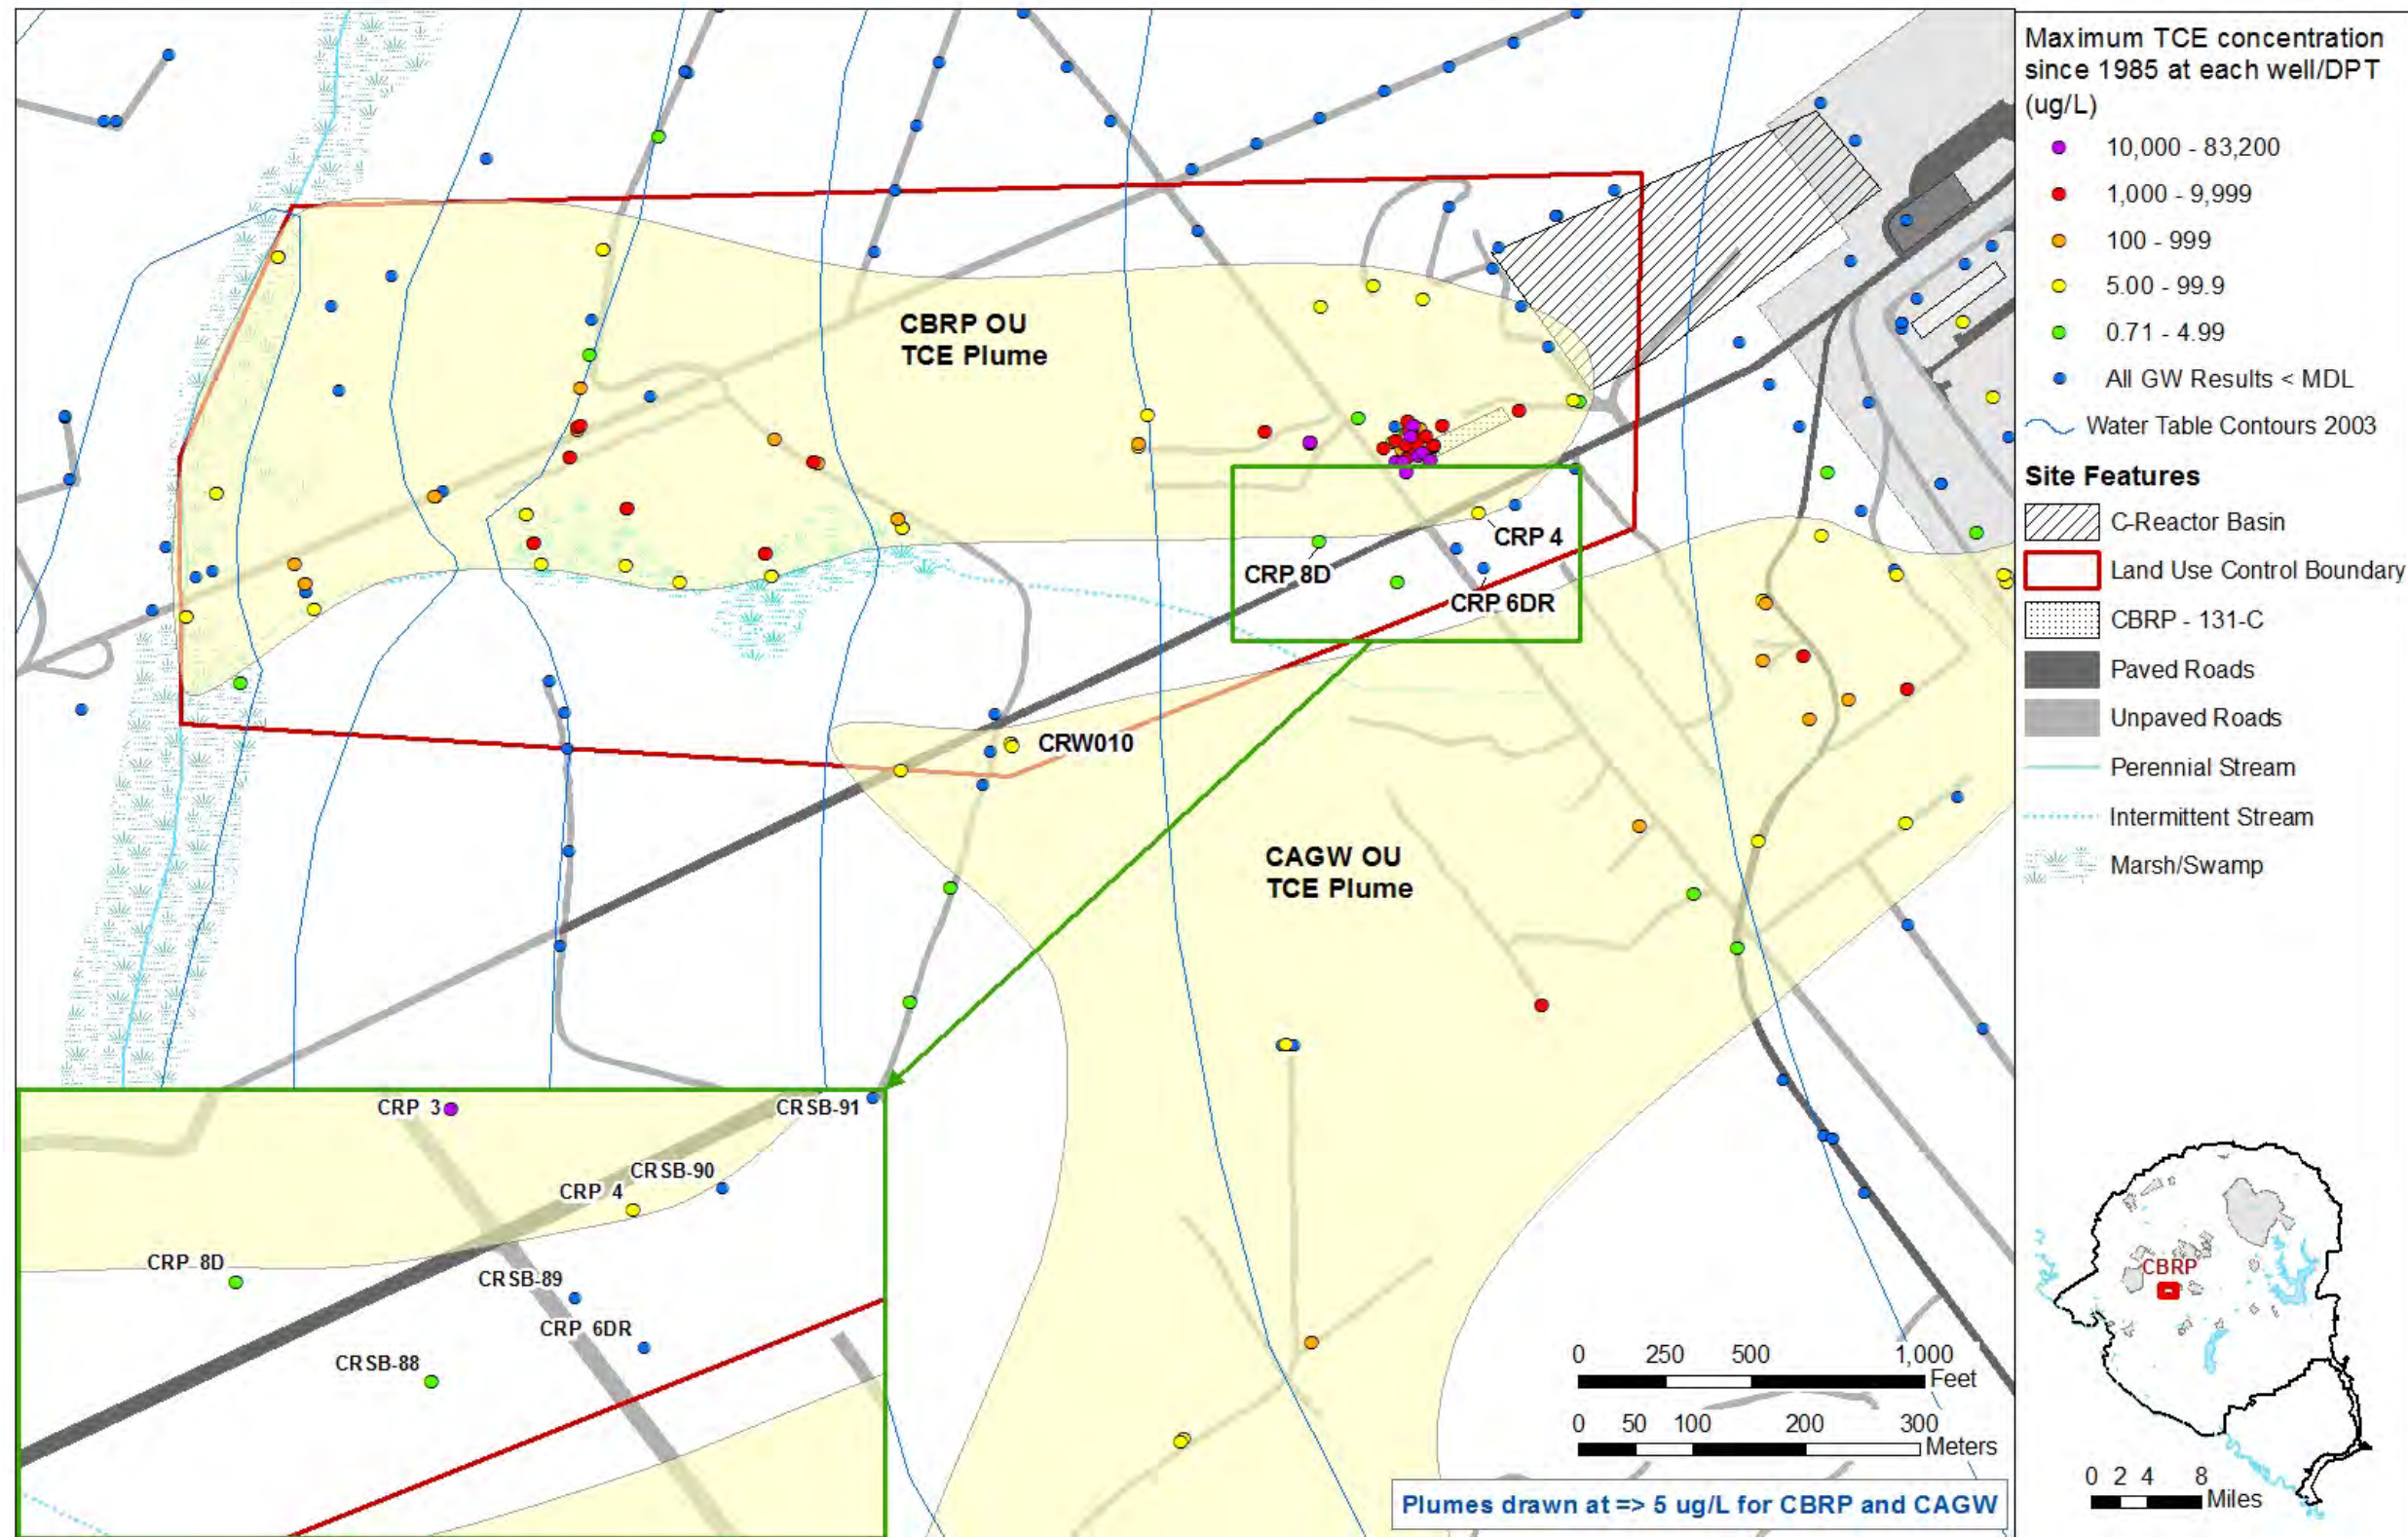 CBRP OU
TCE Plume
CRP 4
CRP 8D
CRP 6DR
CRW010
CAGW OU
TCE Plume
CRP 3
CRSB-91
CRSB-90
CRP 4
CRP 8D
CRSB-89
CRP 6DR
CRSB-88
0 250 500 1,000
Feet
0 50 100 200 300
Meters
Plumes drawn at => 5 ug/L for CBRP and CAGW
Maximum TCE concentration
since 1985 at each well/DPT
(ug/L)
10,000 - 83,200
1,000 - 9,999
100 - 999
5.00 - 99.9
0.71 - 4.99
All GW Results < MDL
Water Table Contours 2003
Site Features
C-Reactor Basin
Land Use Control Boundary
CBRP - 131-C
Paved Roads
Unpaved Roads
Perennial Stream
Intermittent Stream
Marsh/Swamp
CBRP
0 2 4 8
Miles